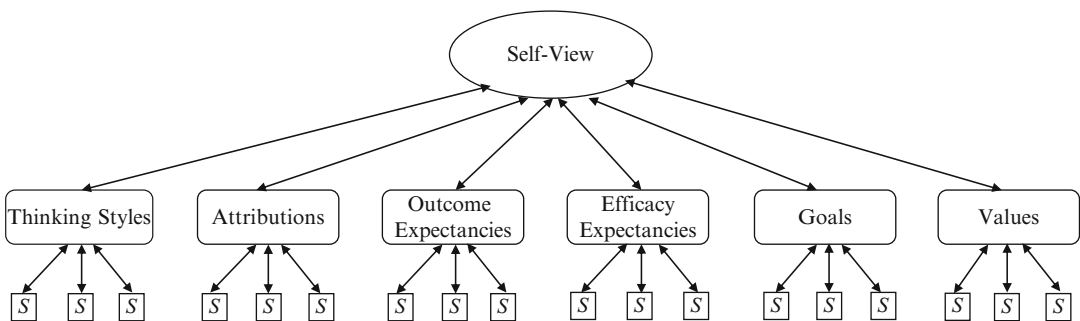 Self-View
Thinking Styles
Attributions
Outcome
Expectancies
Efficacy
Expectancies
Goals
Values
S S S S S S S S S S S S S S S S S S